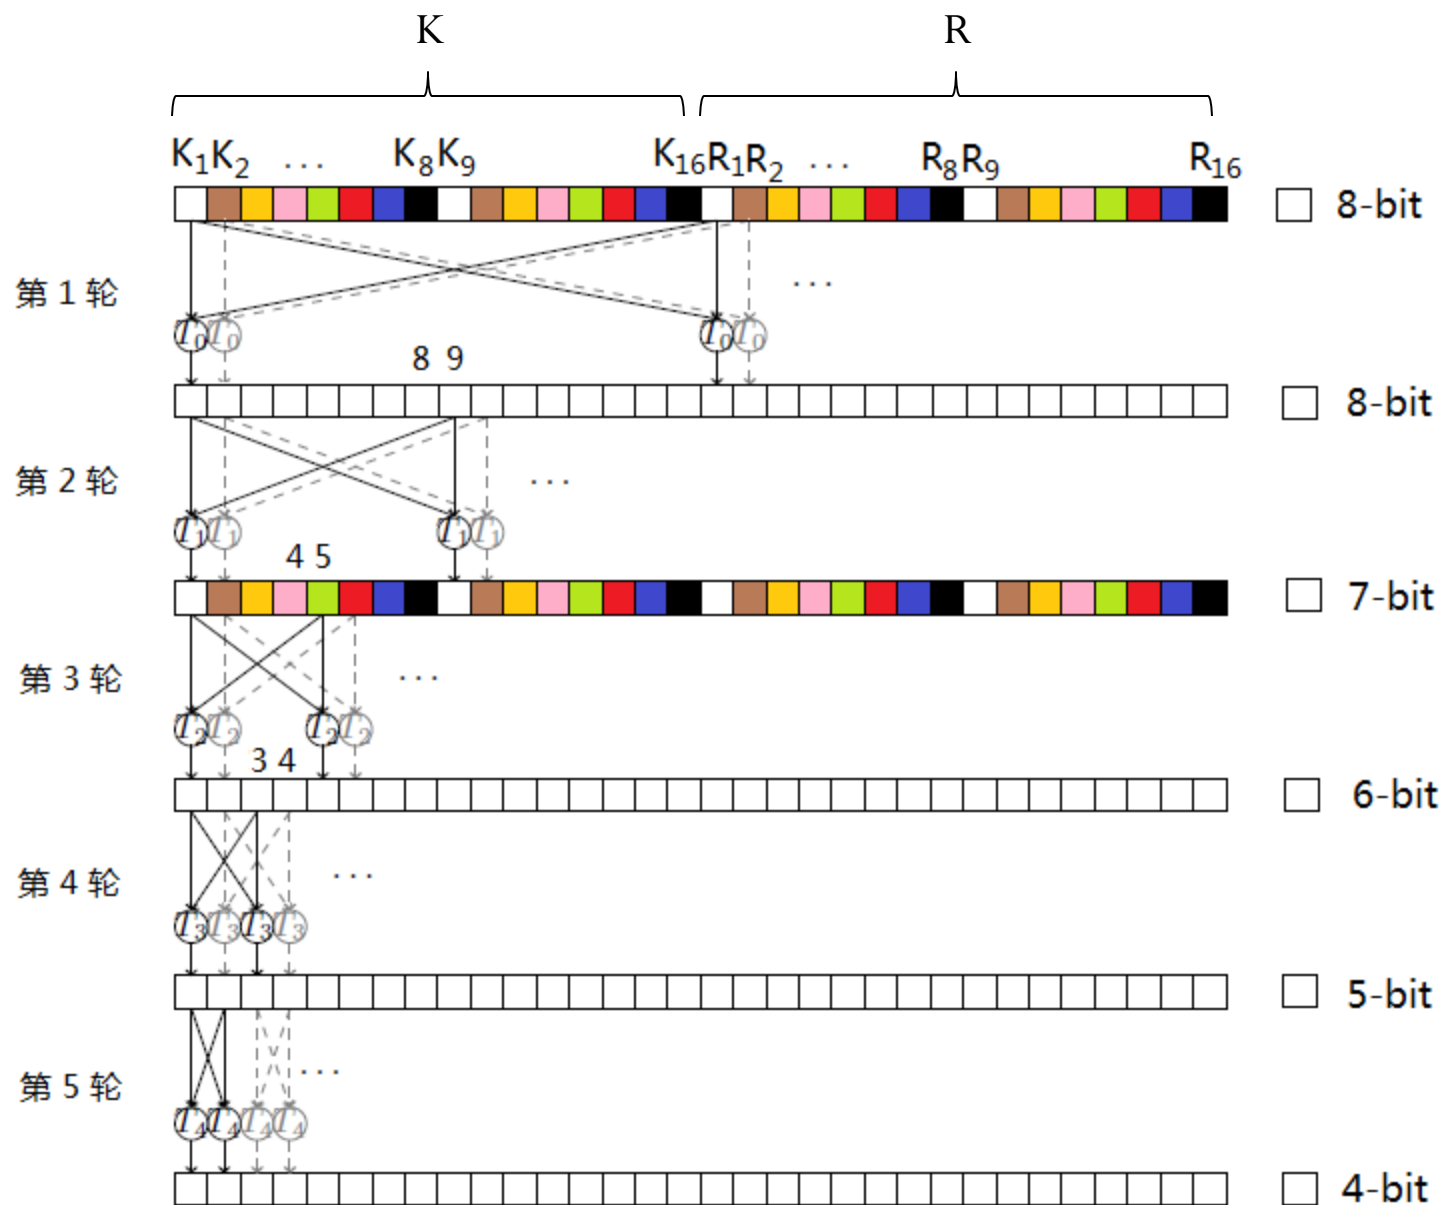 K R
K₁K₂ ... K₈K₉ K₁₆R₁R₂ ... R₈R₉ R₁₆
8-bit
第 1 轮 ...
T₀ T₀ T₀ T₀
8 9
8-bit
第 2 轮 ...
T₁ T₁ T₁ T₁
4 5
7-bit
第 3 轮 ...
T₂ T₂ T₂ T₂
3 4
6-bit
第 4 轮 ...
T₃ T₃ T₃ T₃
5-bit
第 5 轮 ...
T₄ T₄ T₄ T₄
4-bit